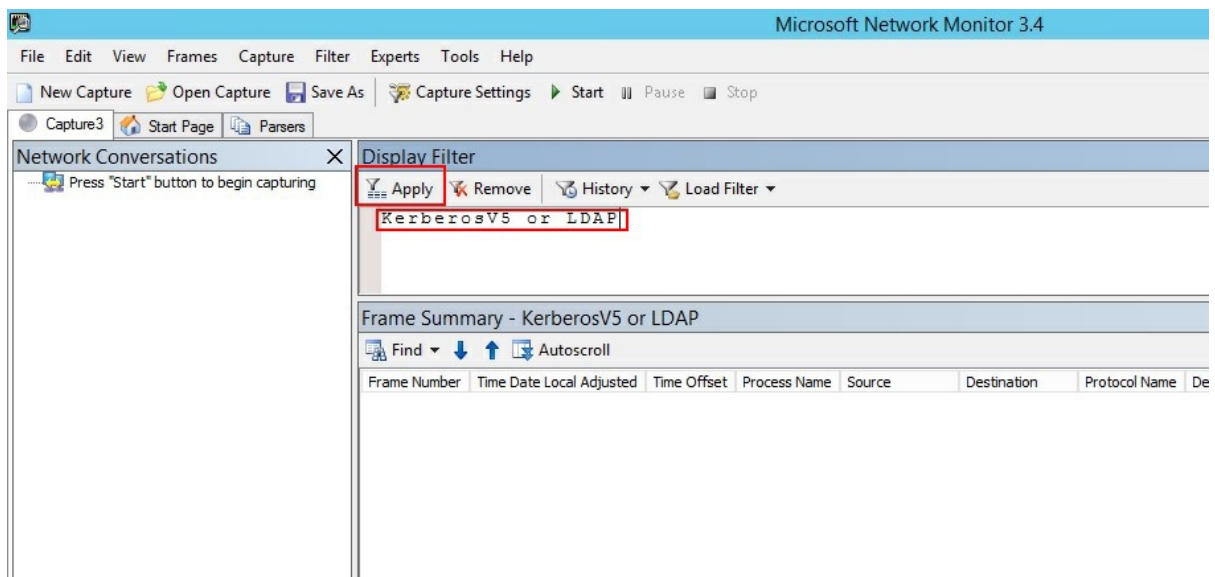 Microsoft Network Monitor 3.4
File Edit View Frames Capture Filter Experts Tools Help
New Capture Open Capture Save As Capture Settings Start Pause Stop
Capture3 Start Page Parsers
Network Conversations
Press "Start" button to begin capturing
Display Filter
Apply Remove History Load Filter
KerberosV5 or LDAP
Frame Summary - KerberosV5 or LDAP
Find Autoscroll
Frame Number Time Date Local Adjusted Time Offset Process Name Source Destination Protocol Name De